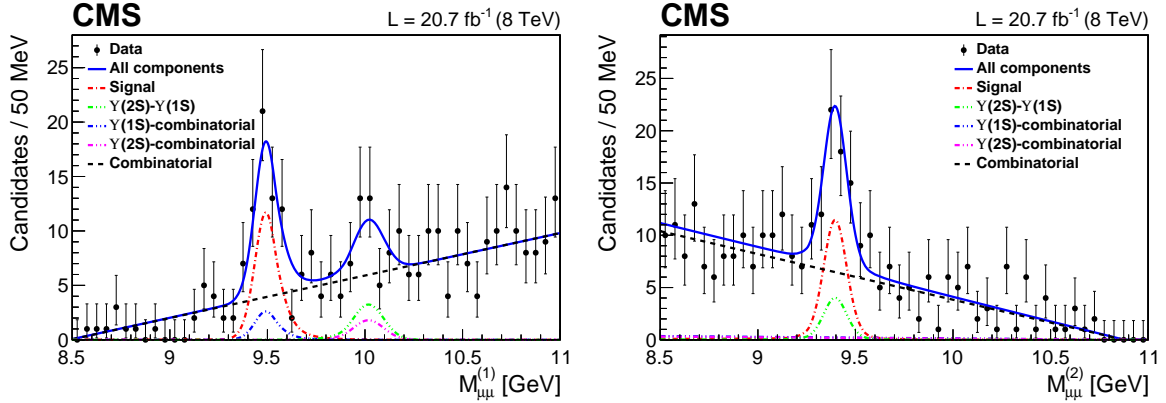 CMS
L = 20.7 fb⁻¹ (8 TeV)
Candidates / 50 MeV
25
20
15
10
5
0
Data
All components
Signal
ϒ(2S)-ϒ(1S)
ϒ(1S)-combinatorial
ϒ(2S)-combinatorial
Combinatorial
8.5 9 9.5 10 10.5 11
M_μμ^(1) [GeV]
CMS
L = 20.7 fb⁻¹ (8 TeV)
Candidates / 50 MeV
25
20
15
10
5
0
Data
All components
Signal
ϒ(2S)-ϒ(1S)
ϒ(1S)-combinatorial
ϒ(2S)-combinatorial
Combinatorial
8.5 9 9.5 10 10.5 11
M_μμ^(2) [GeV]